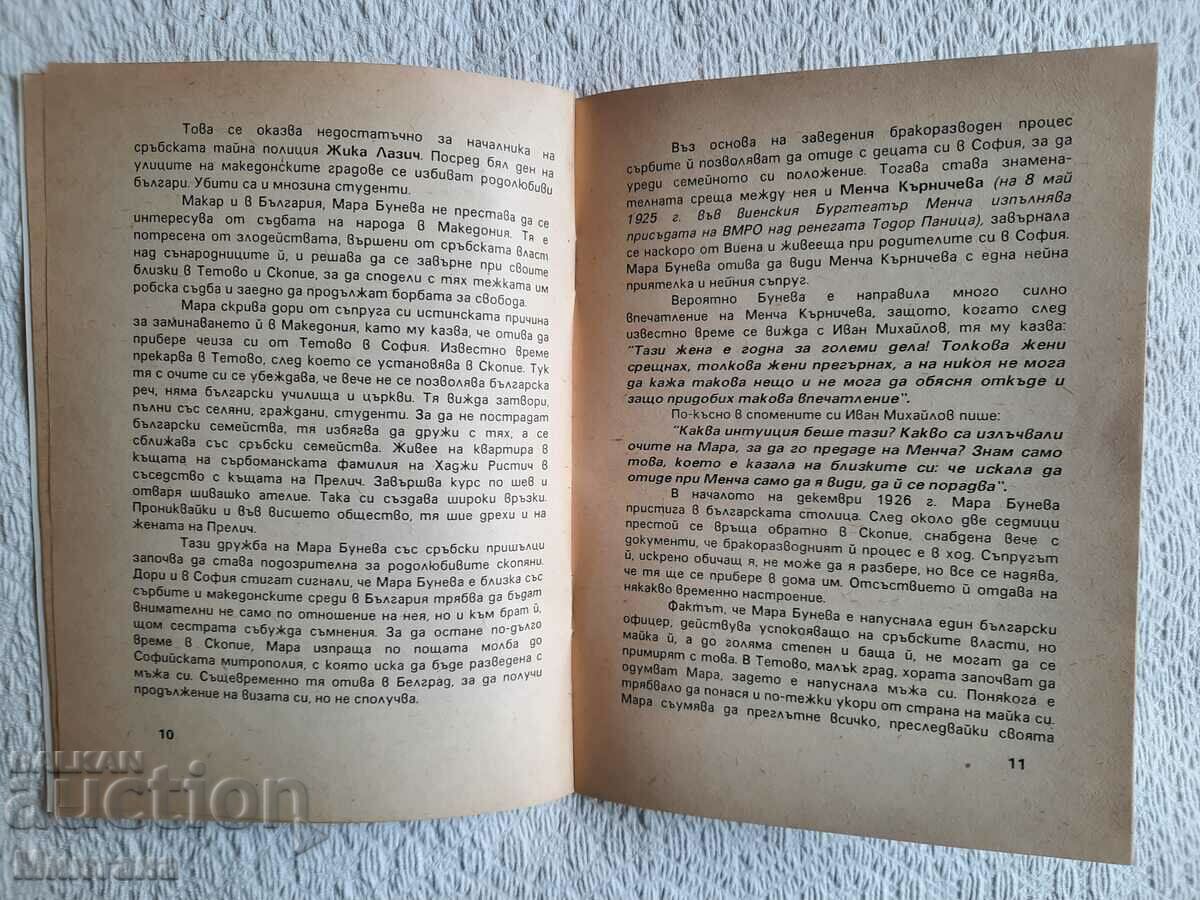 Това се оказва недостатъчно за началника на
сръбската тайна полиция Жика Лазич. Посред бял ден на
улиците на македонските градове се избиват родолюбиви
българи. Убити са и мнозина студенти.
Макар и в България, Мара Бунева не престава да се
интересува от съдбата на народа в Македония. Тя е
потресена от злодействата, вършени от сръбската власт
над сънародниците ѝ, и решава да се завърне при своите
близки в Тетово и Скопие, за да сподели с тях тежката им
робска съдба и заедно да продължат борбата за свобода.
Мара скрива дори от съпруга си истинската причина
за заминаването ѝ в Македония, като му казва, че отива да
прибере чеиза си от Тетово в София. Известно време
прекарва в Тетово, след което се установява в Скопие. Тук
тя с очите си се убеждава, че вече не се позволява българска
реч, няма български училища и църкви. Тя вижда затвори,
пълни със селяни, граждани, студенти. За да не пострадат
български семейства, тя избягва да дружи с тях, а се
сближава със сръбски семейства. Живее на квартира в
къщата на сърбоманската фамилия на Хаджи Ристич в
съседство с къщата на Прелич. Завършва курс по шев и
отваря шивашко ателие. Така си създава широки връзки.
Прониквайки и във висшето общество, тя шие дрехи и на
жената на Прелич.
Тази дружба на Мара Бунева със сръбски пришълци
започва да става подозрителна за родолюбивите скопяни.
Дори и в София стигат сигнали, че Мара Бунева е близка със
сърбите и македонските среди в България трябва да бъдат
внимателни не само по отношение на нея, но и към брат ѝ,
щом сестрата събужда съмнения. За да остане по-дълго
време в Скопие, Мара изпраща по пощата молба до
Софийската митрополия, с която иска да бъде разведена с
мъжа си. Същевременно тя отива в Белград, за да получи
продължение на визата си, но не сполучва.
10
Въз основа на заведения бракоразводен процес
сърбите ѝ позволяват да отиде с децата си в София, за да
уреди семейното си положение. Тогава става знамена-
телната среща между нея и Менча Кърничева (на 8 май
1925 г. във виенския Бургтеатър Менча изпълнява
присъдата на ВМРО над ренегата Тодор Паница), завърнала
се наскоро от Виена и живееща при родителите си в София.
Мара Бунева отива да види Менча Кърничева с една нейна
приятелка и нейния съпруг.
Вероятно Бунева е направила много силно
впечатление на Менча Кърничева, защото, когато след
известно време се вижда с Иван Михайлов, тя му казва:
"Тази жена е годна за големи дела! Толкова жени
срещнах, толкова жени прегърнах, а на никоя не мога
да кажа такова нещо и не мога да обясня откъде и
защо придобих такова впечатление".
По-късно в спомените си Иван Михайлов пише:
"Каква интуиция беше тази? Какво са излъчвали
очите на Мара, за да го предаде на Менча? Знам само
това, което е казала на близките си: че искала да
отиде при Менча само да я види, да ѝ се порадва".
В началото на декември 1926 г. Мара Бунева
пристига в българската столица. След около две седмици
престой се връща обратно в Скопие, снабдена вече с
документи, че бракоразводният ѝ процес е в ход. Съпругът
ѝ, искрено обичащ я, не може да я разбере, но все се надява,
че тя ще се прибере в дома им. Отсъствието ѝ отдава на
някакво временно настроение.
Фактът, че Мара Бунева е напуснала един български
офицер, действува успокояващо на сръбските власти, но
майка ѝ, а до голяма степен и баща ѝ, не могат да се
примирят с това. В Тетово, малък град, хората започват да
одумват Мара, задето е напуснала мъжа си. Понякога е
трябвало да понася и по-тежки укори от страна на майка си.
Мара съумява да преглътне всичко, преследвайки своята
11
BALKAN
auction